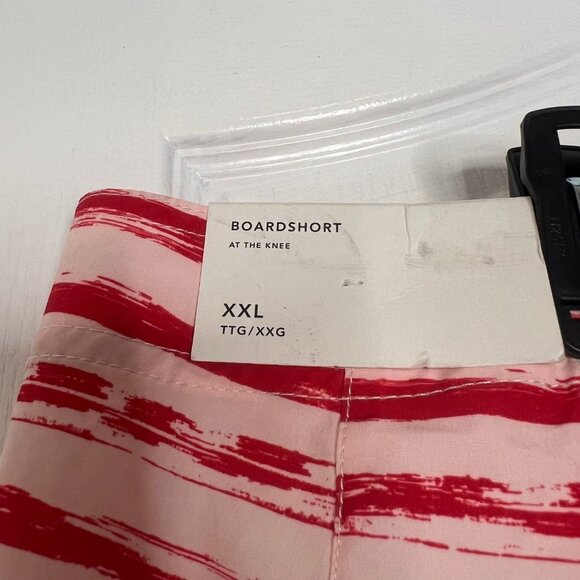 BOARDSHORT
AT THE KNEE
XXL
TTG/XXG